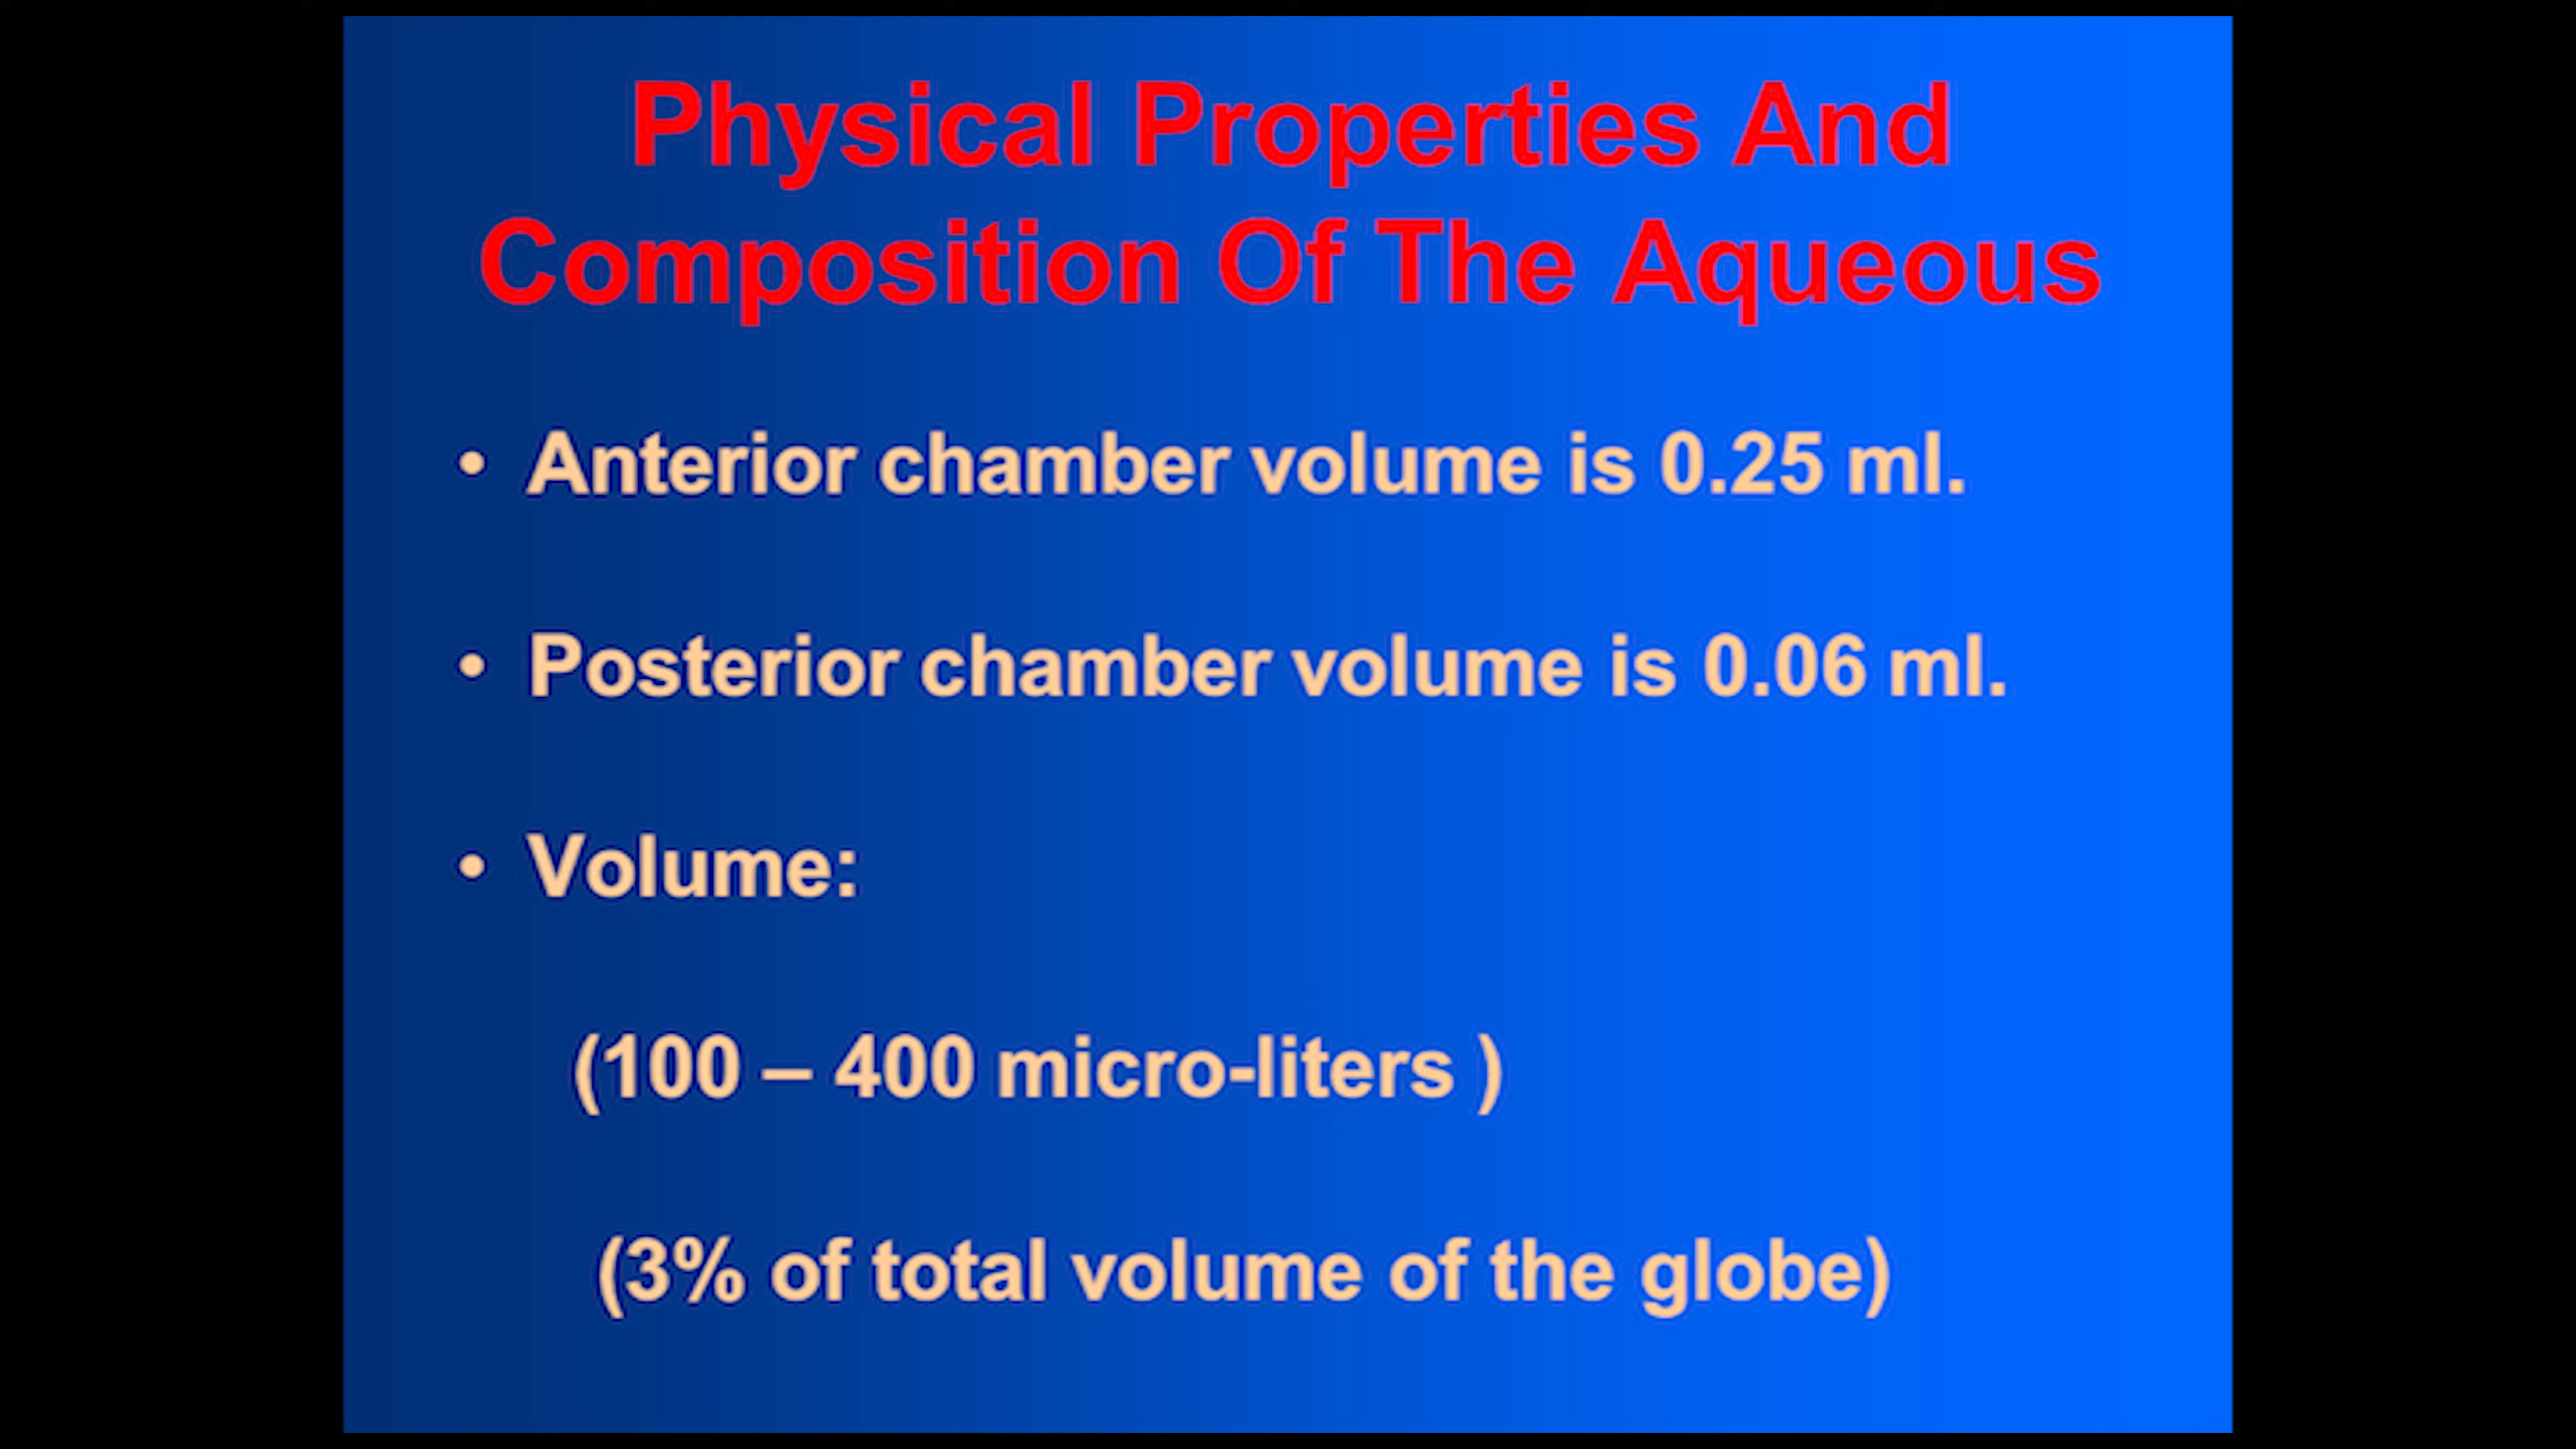 Physical Properties And
Composition Of The Aqueous
• Anterior chamber volume is 0.25 ml.
• Posterior chamber volume is 0.06 ml.
• Volume:
(100 – 400 micro-liters )
(3% of total volume of the globe)